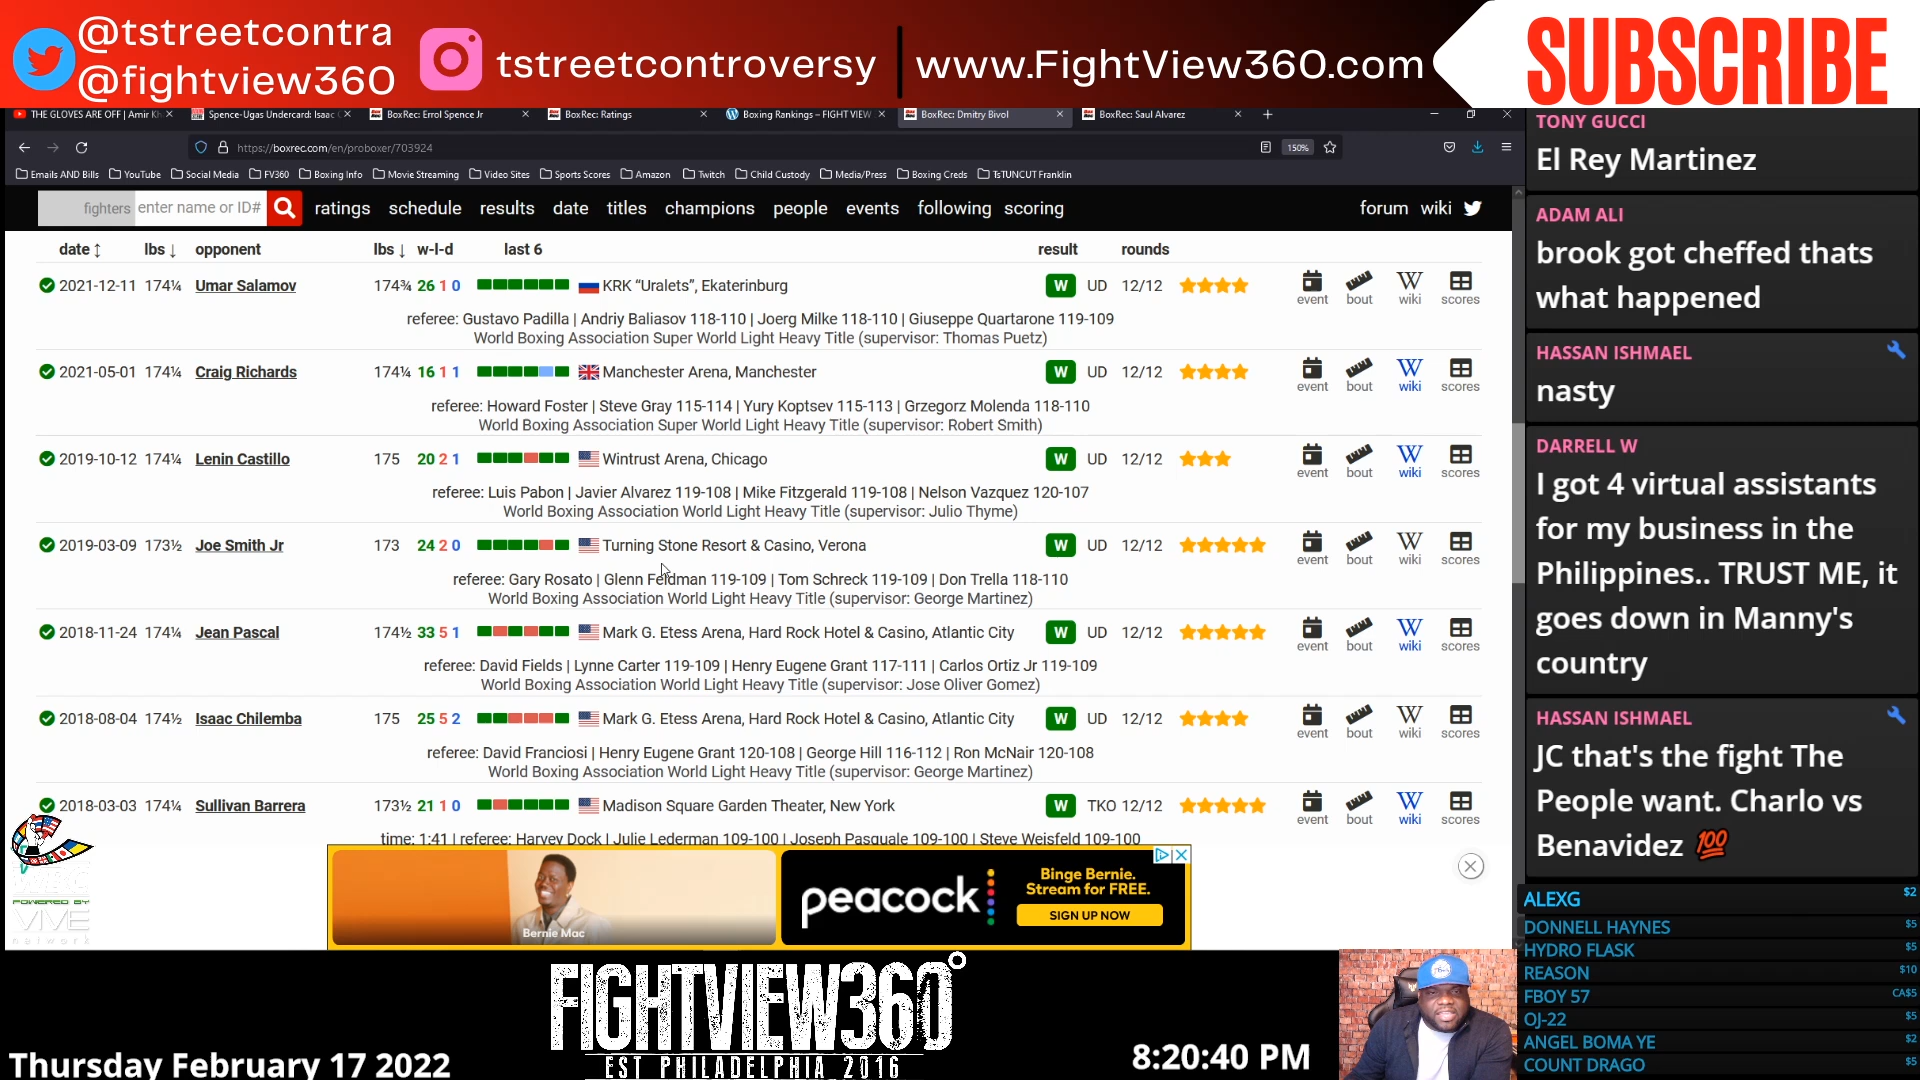 @tstreetcontra
@fightview360
tstreetcontroversy
www.FightView360.com
SUBSCRIBE
THE GLOVES ARE OFF | Amir Kh
Spence-Ugas Undercard: Isaac
BoxRec: Errol Spence Jr
BoxRec: Ratings
Boxing Rankings – FIGHT VIEW
BoxRec: Dmitry Bivol
BoxRec: Saul Alvarez
https://boxrec.com/en/proboxer/703924
150%
Emails AND Bills YouTube Social Media FV360 Boxing Info Movie Streaming Video Sites Sports Scores Amazon Twitch Child Custody Media/Press Boxing Creds TsTUNCUT Franklin
fighters enter name or ID# ratings schedule results date titles champions people events following scoring forum wiki
date lbs opponent lbs w-l-d last 6 result rounds
2021-12-11 174¼ Umar Salamov 174¾ 26 1 0 KRK “Uralets”, Ekaterinburg W UD 12/12 event bout wiki scores
referee: Gustavo Padilla | Andriy Baliasov 118-110 | Joerg Milke 118-110 | Giuseppe Quartarone 119-109
World Boxing Association Super World Light Heavy Title (supervisor: Thomas Puetz)
2021-05-01 174¼ Craig Richards 174¼ 16 1 1 Manchester Arena, Manchester W UD 12/12 event bout wiki scores
referee: Howard Foster | Steve Gray 115-114 | Yury Koptsev 115-113 | Grzegorz Molenda 118-110
World Boxing Association Super World Light Heavy Title (supervisor: Robert Smith)
2019-10-12 174¼ Lenin Castillo 175 20 2 1 Wintrust Arena, Chicago W UD 12/12 event bout wiki scores
referee: Luis Pabon | Javier Alvarez 119-108 | Mike Fitzgerald 119-108 | Nelson Vazquez 120-107
World Boxing Association World Light Heavy Title (supervisor: Julio Thyme)
2019-03-09 173½ Joe Smith Jr 173 24 2 0 Turning Stone Resort & Casino, Verona W UD 12/12 event bout wiki scores
referee: Gary Rosato | Glenn Feldman 119-109 | Tom Schreck 119-109 | Don Trella 118-110
World Boxing Association World Light Heavy Title (supervisor: George Martinez)
2018-11-24 174¼ Jean Pascal 174½ 33 5 1 Mark G. Etess Arena, Hard Rock Hotel & Casino, Atlantic City W UD 12/12 event bout wiki scores
referee: David Fields | Lynne Carter 119-109 | Henry Eugene Grant 117-111 | Carlos Ortiz Jr 119-109
World Boxing Association World Light Heavy Title (supervisor: Jose Oliver Gomez)
2018-08-04 174½ Isaac Chilemba 175 25 5 2 Mark G. Etess Arena, Hard Rock Hotel & Casino, Atlantic City W UD 12/12 event bout wiki scores
referee: David Franciosi | Henry Eugene Grant 120-108 | George Hill 116-112 | Ron McNair 120-108
World Boxing Association World Light Heavy Title (supervisor: George Martinez)
2018-03-03 174¼ Sullivan Barrera 173½ 21 1 0 Madison Square Garden Theater, New York W TKO 12/12 event bout wiki scores
time: 1:41 | referee: Harvey Dock | Julie Lederman 109-100 | Joseph Pasquale 109-100 | Steve Weisfeld 109-100
POWERED BY
VIVE
network
Bernie Mac
peacock
Binge Bernie.
Stream for FREE.
SIGN UP NOW
TONY GUCCI
El Rey Martinez
ADAM ALI
brook got cheffed thats
what happened
HASSAN ISHMAEL
nasty
DARRELL W
I got 4 virtual assistants
for my business in the
Philippines.. TRUST ME, it
goes down in Manny's
country
HASSAN ISHMAEL
JC that's the fight The
People want. Charlo vs
Benavidez 💯
ALEXG $2
DONNELL HAYNES $5
HYDRO FLASK $5
REASON $10
FBOY 57 CA$5
OJ-22 $5
ANGEL BOMA YE $2
COUNT DRAGO $5
FIGHTVIEW360°
EST PHILADELPHIA 2016
Thursday February 17 2022
8:20:40 PM